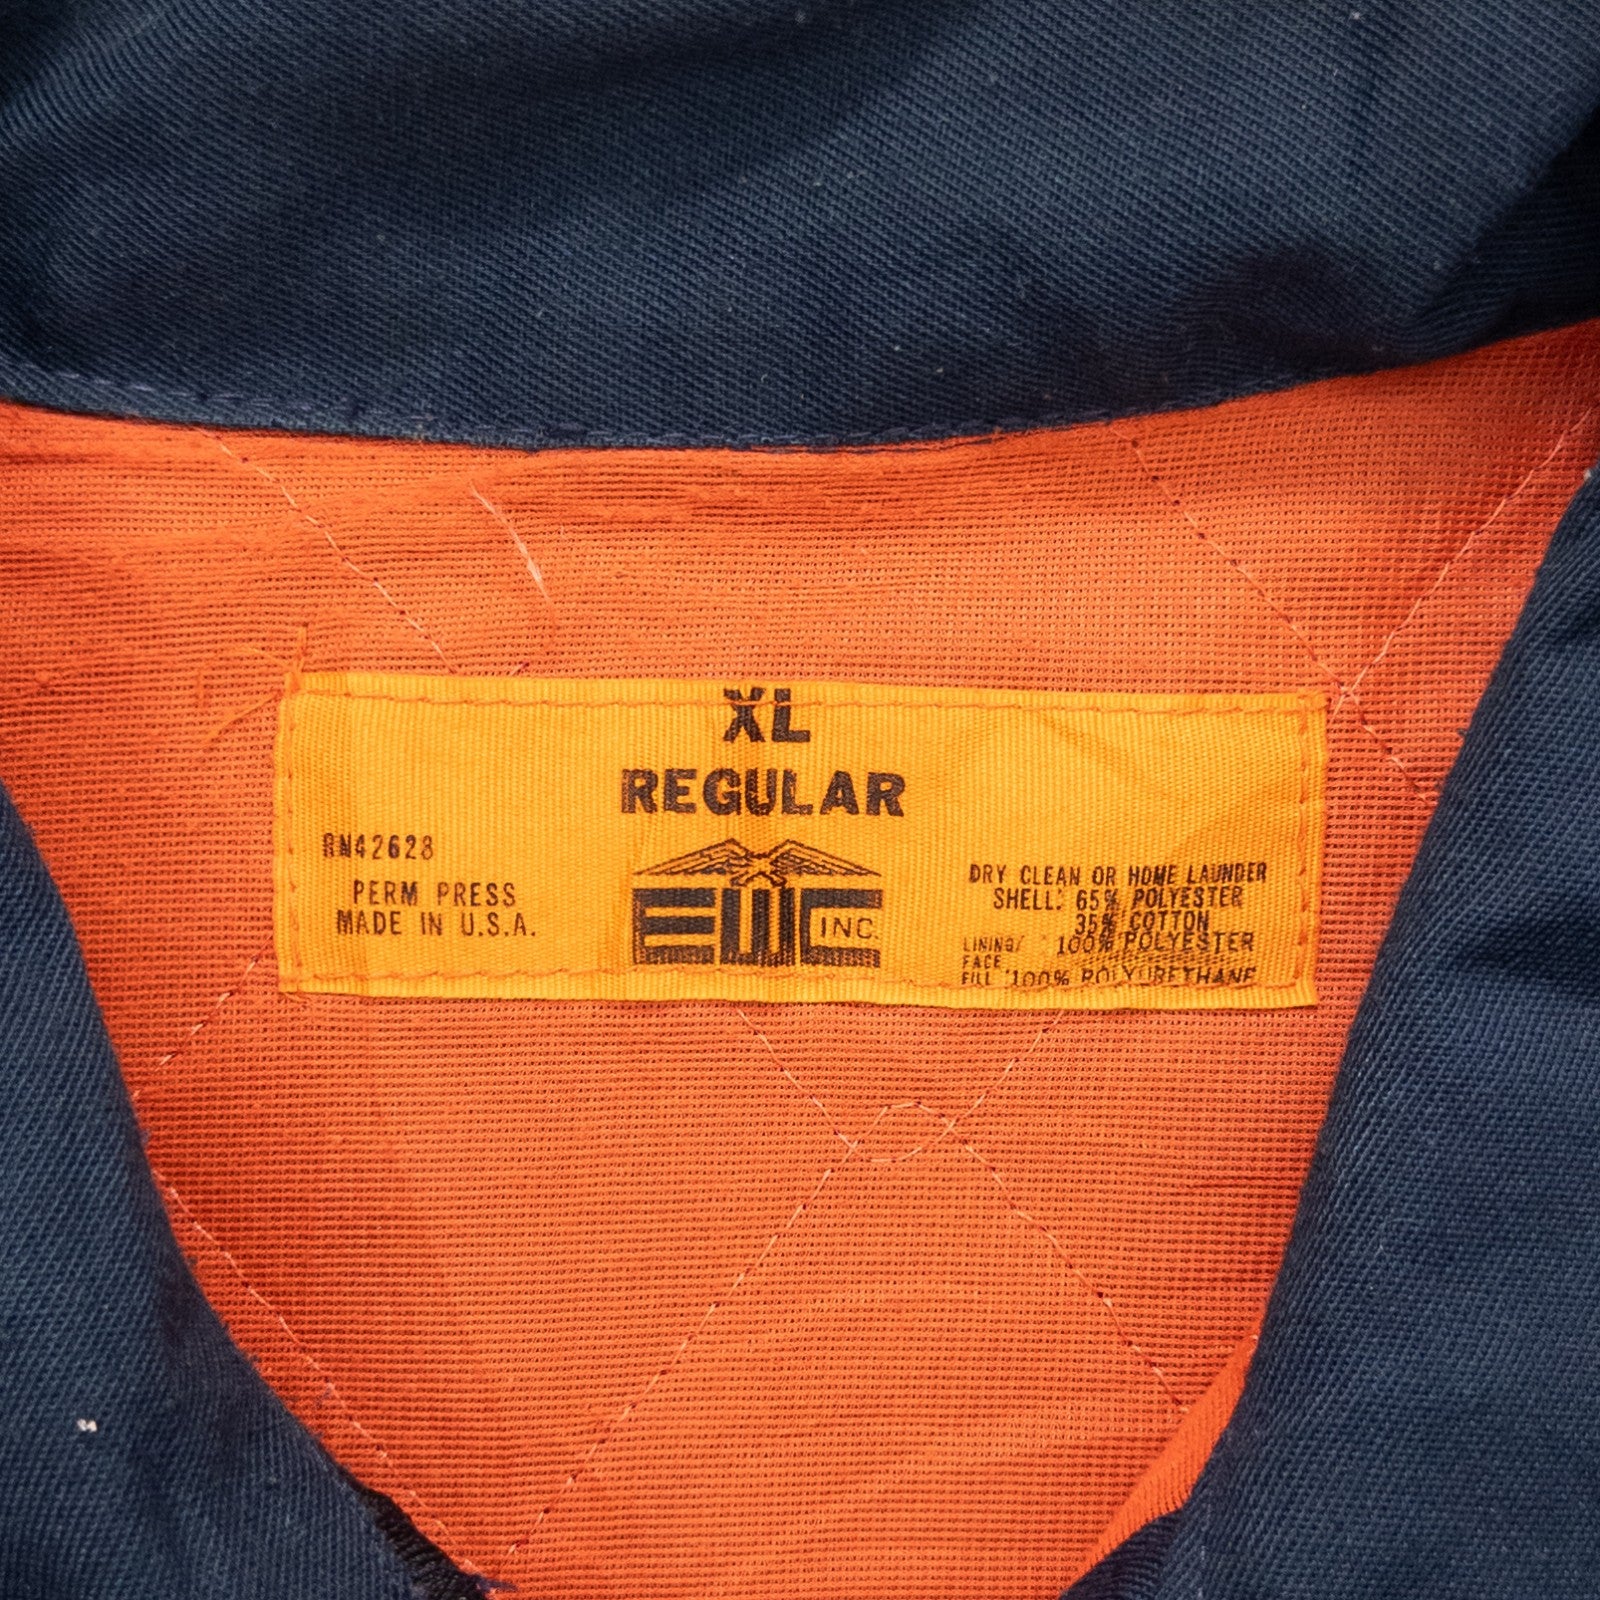 XL
REGULAR
RN42628
PERM PRESS
MADE IN U.S.A.
EWC INC.
DRY CLEAN OR HOME LAUNDER
SHELL: 65% POLYESTER
35% COTTON
LINING/ 100% POLYESTER
FACE
FILL 100% POLYURETHANE